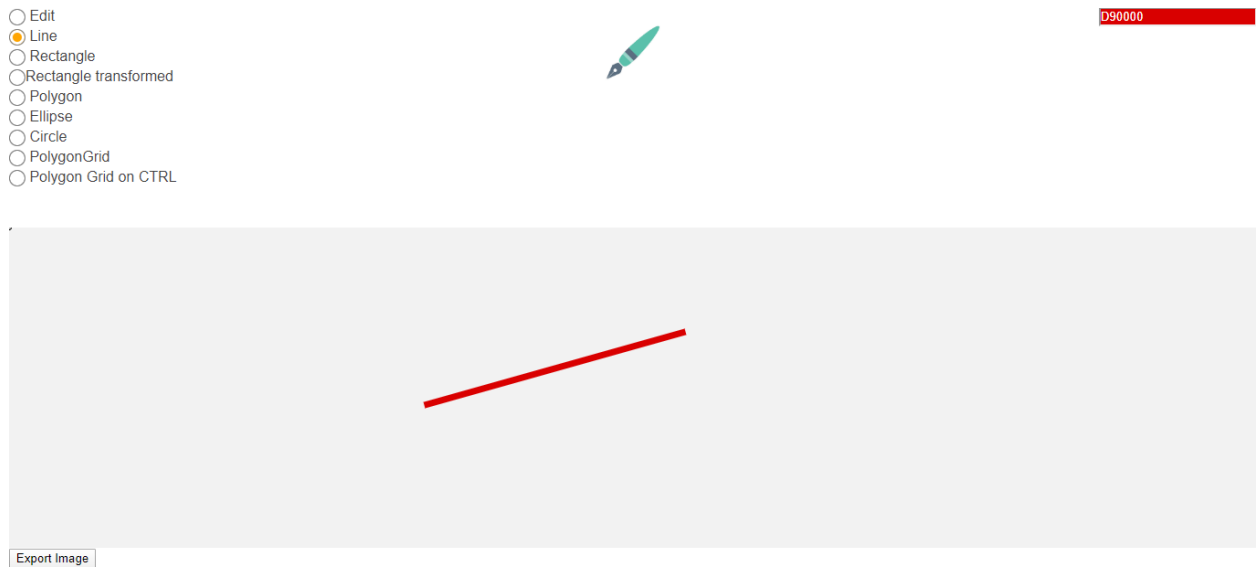 Edit
Line
Rectangle
Rectangle transformed
Polygon
Ellipse
Circle
PolygonGrid
Polygon Grid on CTRL
D90000
Export Image